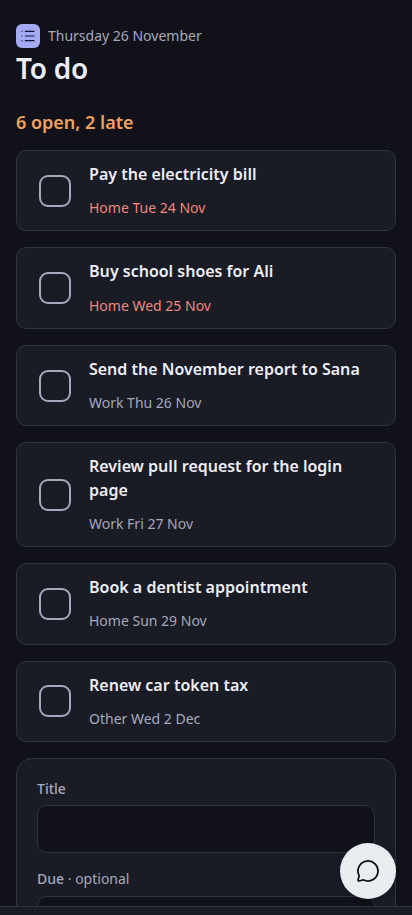 Thursday 26 November
To do
6 open, 2 late
Pay the electricity bill
Home Tue 24 Nov
Buy school shoes for Ali
Home Wed 25 Nov
Send the November report to Sana
Work Thu 26 Nov
Review pull request for the login
page
Work Fri 27 Nov
Book a dentist appointment
Home Sun 29 Nov
Renew car token tax
Other Wed 2 Dec
Title
Due · optional